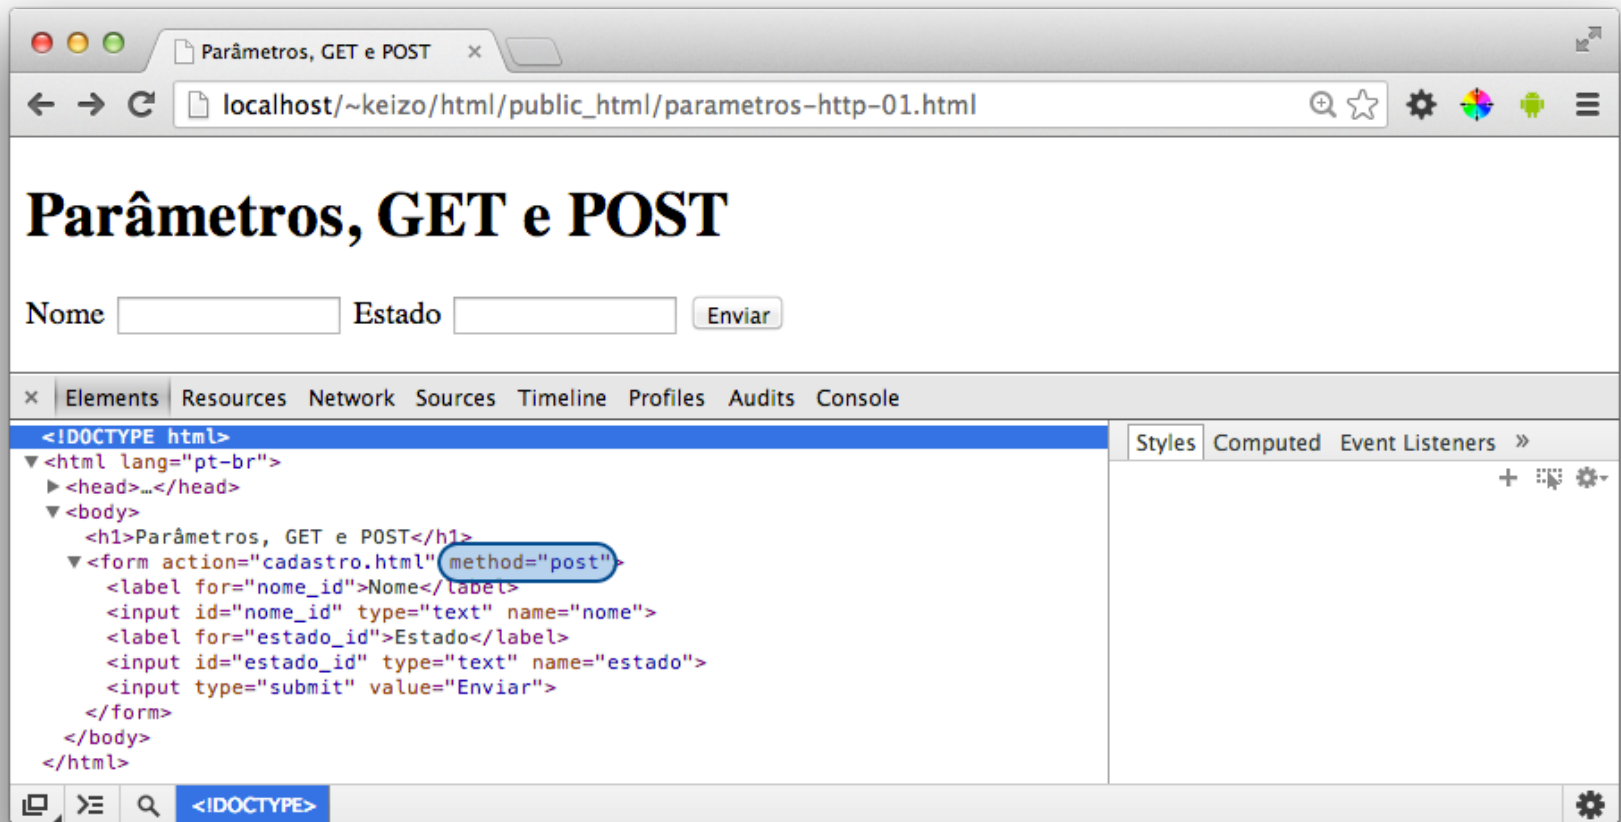 Parâmetros, GET e POST ×
localhost/~keizo/html/public_html/parametros-http-01.html
Parâmetros, GET e POST
Nome Estado Enviar
× Elements Resources Network Sources Timeline Profiles Audits Console
<!DOCTYPE html>
<html lang="pt-br">
<head>…</head>
<body>
<h1>Parâmetros, GET e POST</h1>
<form action="cadastro.html" method="post">
<label for="nome_id">Nome</label>
<input id="nome_id" type="text" name="nome">
<label for="estado_id">Estado</label>
<input id="estado_id" type="text" name="estado">
<input type="submit" value="Enviar">
</form>
</body>
</html>
Styles Computed Event Listeners »
<!DOCTYPE>